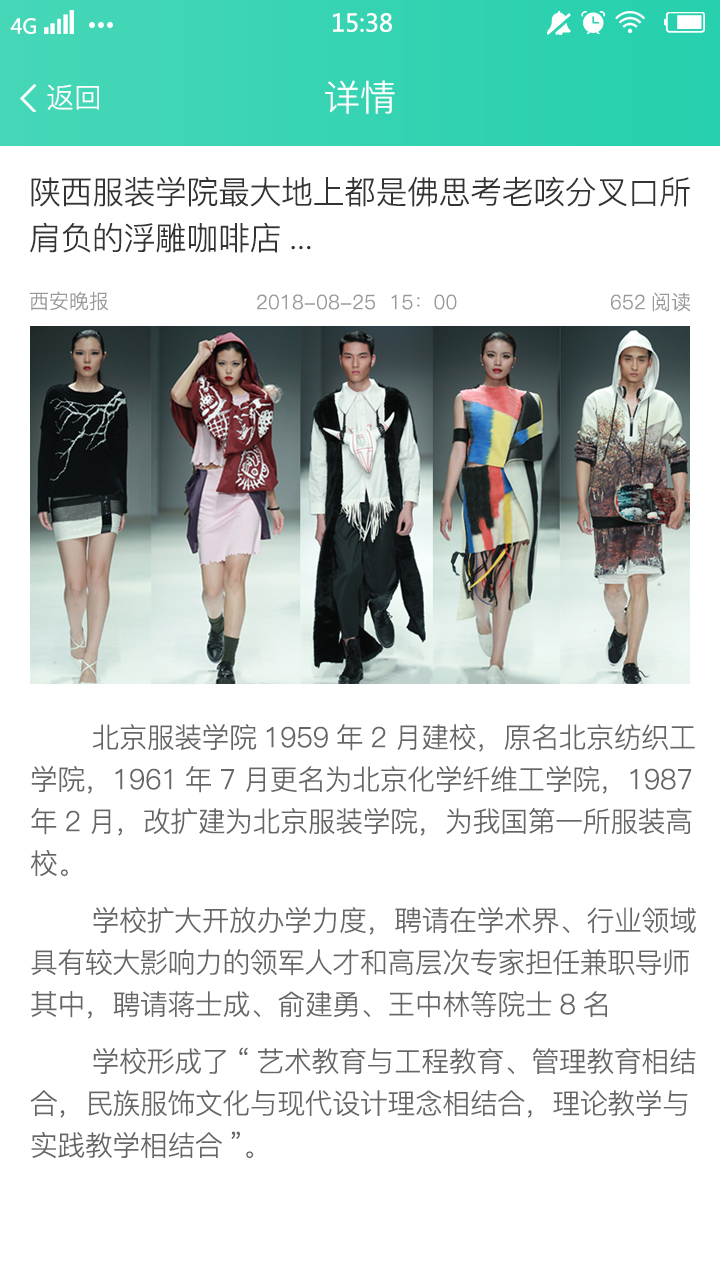 4G 15:38
返回 详情
陕西服装学院最大地上都是佛思考老咳分叉口所
肩负的浮雕咖啡店 ...
西安晚报 2018-08-25 15：00 652 阅读
北京服装学院 1959 年 2 月建校，原名北京纺织工
学院，1961 年 7 月更名为北京化学纤维工学院，1987
年 2 月，改扩建为北京服装学院，为我国第一所服装高
校。
学校扩大开放办学力度，聘请在学术界、行业领域
具有较大影响力的领军人才和高层次专家担任兼职导师
其中，聘请蒋士成、俞建勇、王中林等院士 8 名
学校形成了 “ 艺术教育与工程教育、管理教育相结
合，民族服饰文化与现代设计理念相结合，理论教学与
实践教学相结合 ”。